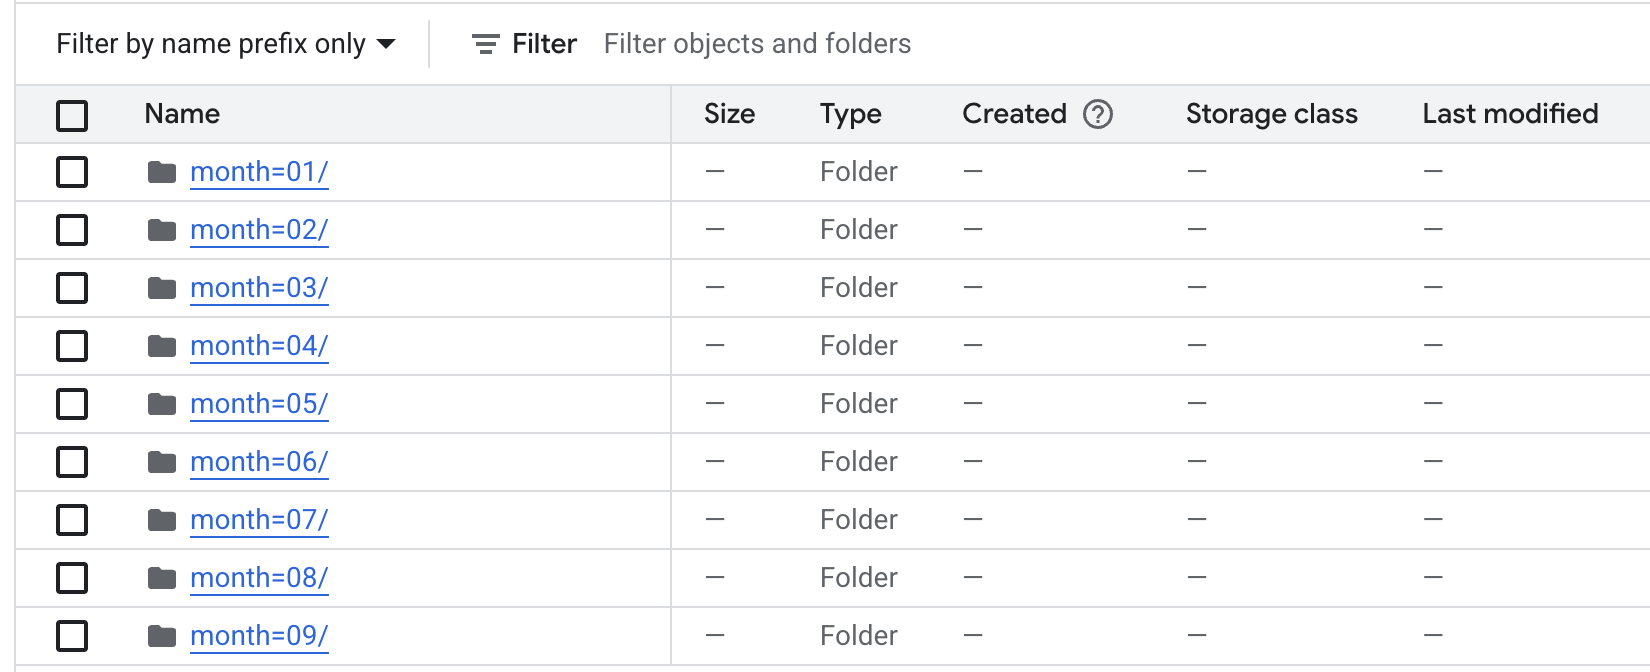 Filter by name prefix only Filter Filter objects and folders
Name Size Type Created ? Storage class Last modified
month=01/ — Folder — — —
month=02/ — Folder — — —
month=03/ — Folder — — —
month=04/ — Folder — — —
month=05/ — Folder — — —
month=06/ — Folder — — —
month=07/ — Folder — — —
month=08/ — Folder — — —
month=09/ — Folder — — —